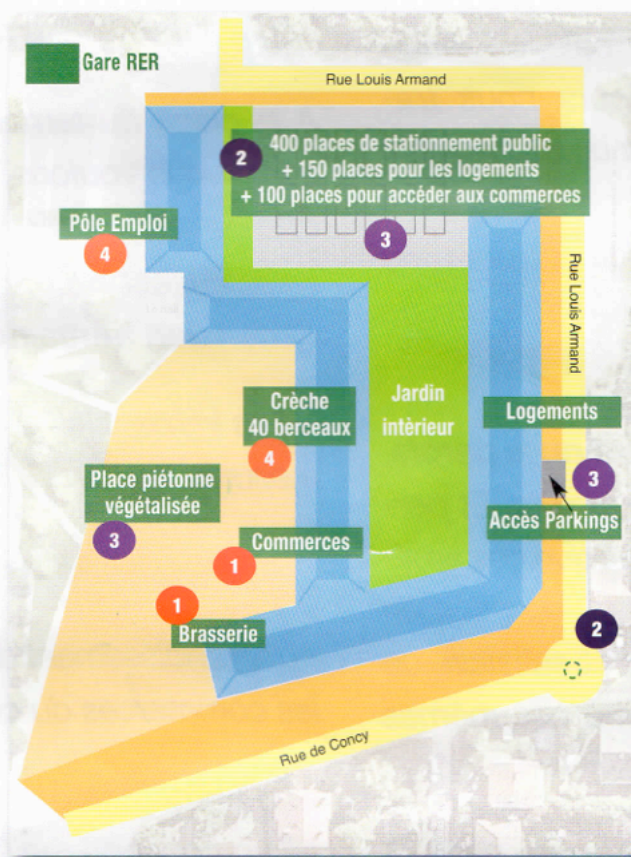 Gare RER
Rue Louis Armand
2
400 places de stationnement public
+ 150 places pour les logements
+ 100 places pour accéder aux commerces
3
Pôle Emploi
4
Rue Louis Armand
Jardin
intèrieur
Crèche
40 berceaux
4
Logements
3
Accès Parkings
Place piétonne
végétalisée
3
Commerces
1
1
Brasserie
2
Rue de Concy